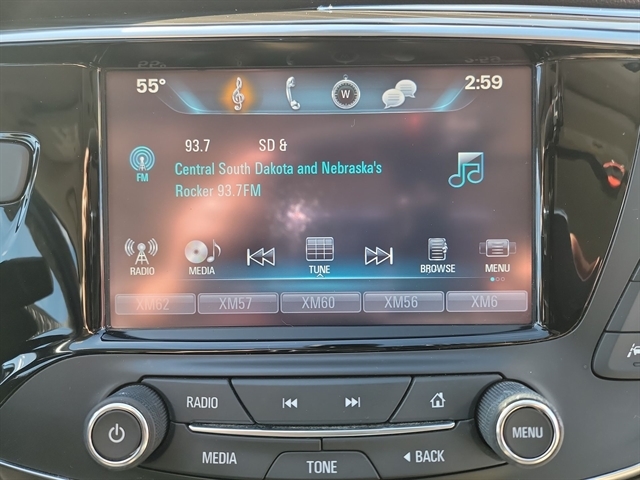 55° W 2:59
93.7 SD &
FM Central South Dakota and Nebraska's
Rocker 93.7FM
RADIO MEDIA TUNE BROWSE MENU
XM62 XM57 XM60 XM56 XM6
RADIO
MENU
MEDIA TONE BACK